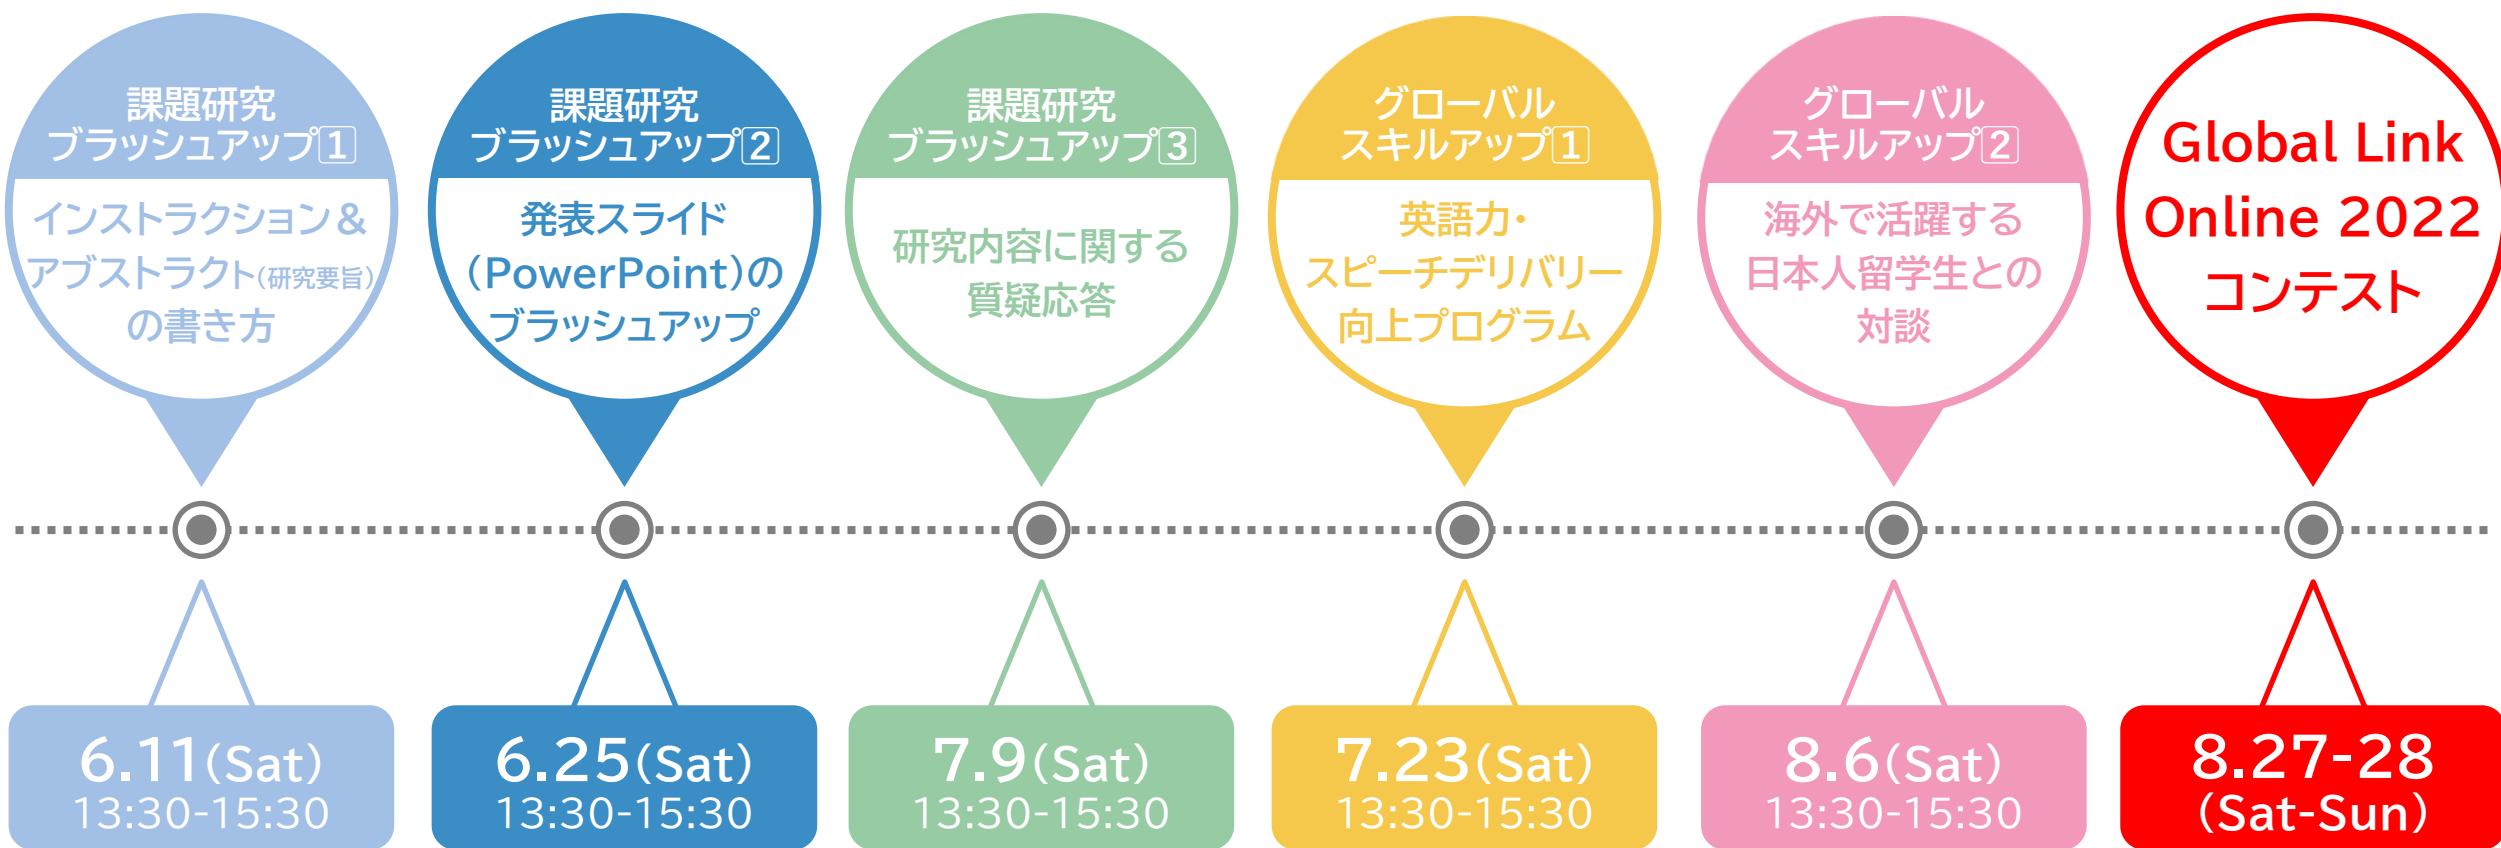 課題研究
ブラッシュアップ1
インストラクション&
アブストラクト(研究要旨)
の書き方
6.11(Sat)
13:30-15:30
課題研究
ブラッシュアップ2
発表スライド
(PowerPoint)の
ブラッシュアップ
6.25(Sat)
13:30-15:30
課題研究
ブラッシュアップ3
研究内容に関する
質疑応答
7.9(Sat)
13:30-15:30
グローバル
スキルアップ1
英語力・
スピーチデリバリー
向上プログラム
7.23(Sat)
13:30-15:30
グローバル
スキルアップ2
海外で活躍する
日本人留学生との
対談
8.6(Sat)
13:30-15:30
Global Link
Online 2022
コンテスト
8.27-28
(Sat-Sun)